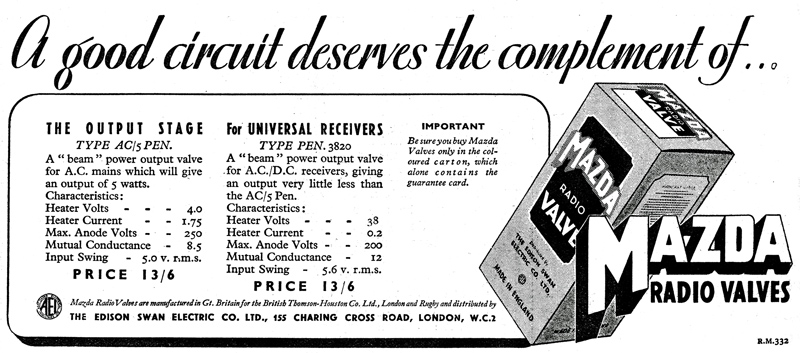 A good circuit deserves the complement of...
THE OUTPUT STAGE
TYPE AC/5 PEN.
A "beam" power output valve
for A.C. mains which will give
an output of 5 watts.
Characteristics:
Heater Volts - - - 4.0
Heater Current - - 1.75
Max. Anode Volts - 250
Mutual Conductance - 8.5
Input Swing - 5.0 v. r.m.s.
PRICE 13/6
For UNIVERSAL RECEIVERS
TYPE PEN. 3820
A "beam" power output valve
for A.C./D.C. receivers, giving
an output very little less than
the AC/5 Pen.
Characteristics:
Heater Volts - - - 38
Heater Current - - 0.2
Max. Anode Volts - - 200
Mutual Conductance - 12
Input Swing - 5.6 v. r.m.s.
PRICE 13/6
IMPORTANT
Be sure you buy Mazda
Valves only in the col-
oured carton, which
alone contains the
guarantee card.
MAZDA
RADIO
VALVE
THE EDISON SWAN
ELECTRIC CO. LTD.
MADE IN ENGLAND
MAZDA
VALVE
MAZDA
RADIO VALVES
AEI
Mazda Radio Valves are manufactured in Gt. Britain for the British Thomson-Houston Co. Ltd., London and Rugby and distributed by
THE EDISON SWAN ELECTRIC CO. LTD., 155 CHARING CROSS ROAD, LONDON, W.C.2
R.M.332